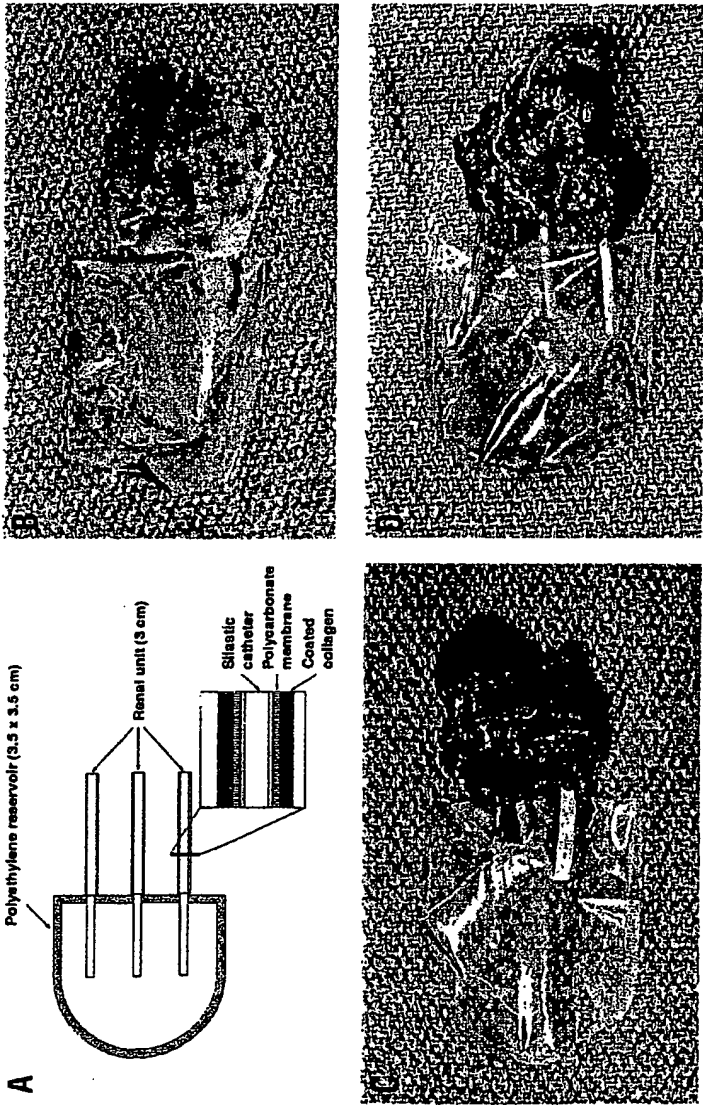 A
Polyethylene reservoir (3.5 x 3.5 cm)
Renal unit (3 cm)
Silastic
catheter
Polycarbonate
membrane
Coated
collagen
B
C
D